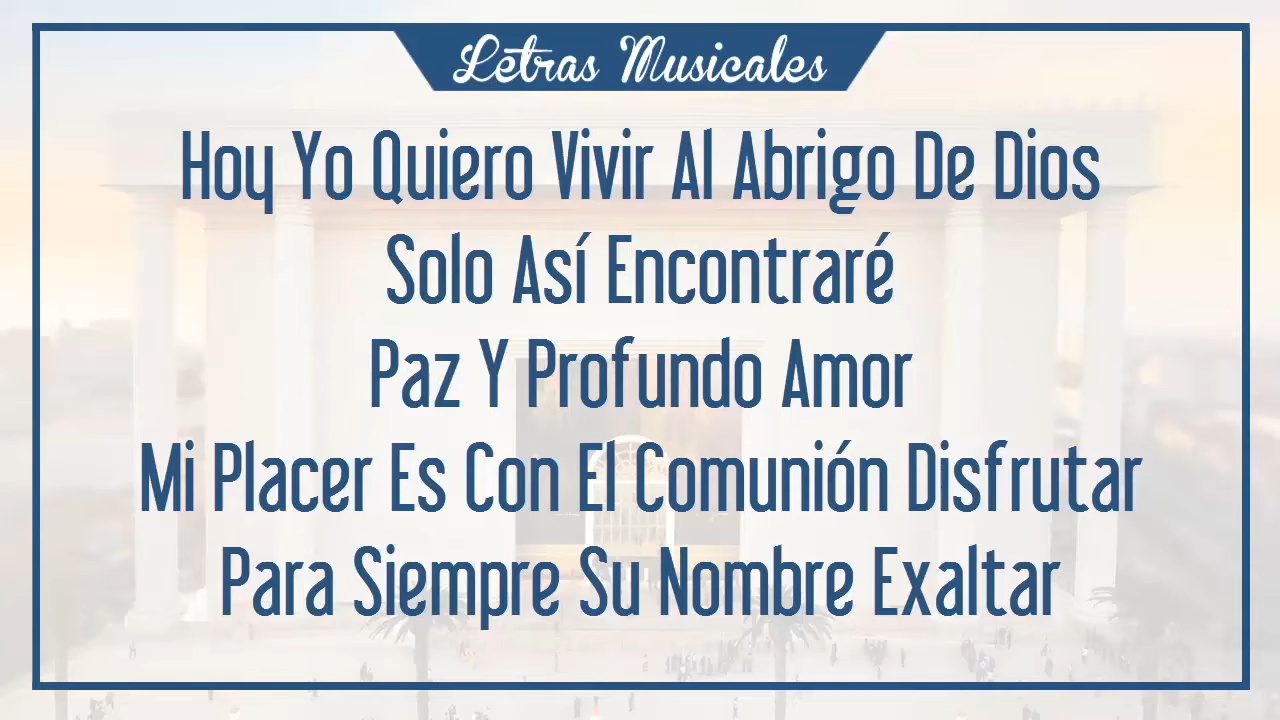 Letras Musicales
Hoy Yo Quiero Vivir Al Abrigo De Dios
Solo Así Encontraré
Paz Y Profundo Amor
Mi Placer Es Con El Comunión Disfrutar
Para Siempre Su Nombre Exaltar